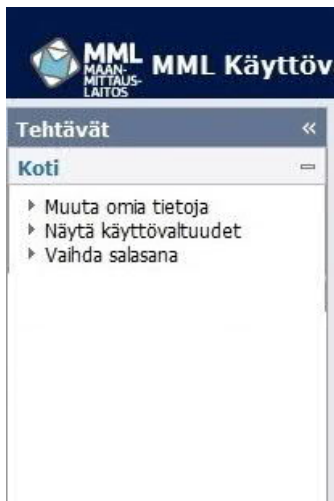 MML
MAAN-
MITTAUS-
LAITOS
MML Käyttöv
Tehtävät «
Koti
Muuta omia tietoja
Näytä käyttövaltuudet
Vaihda salasana